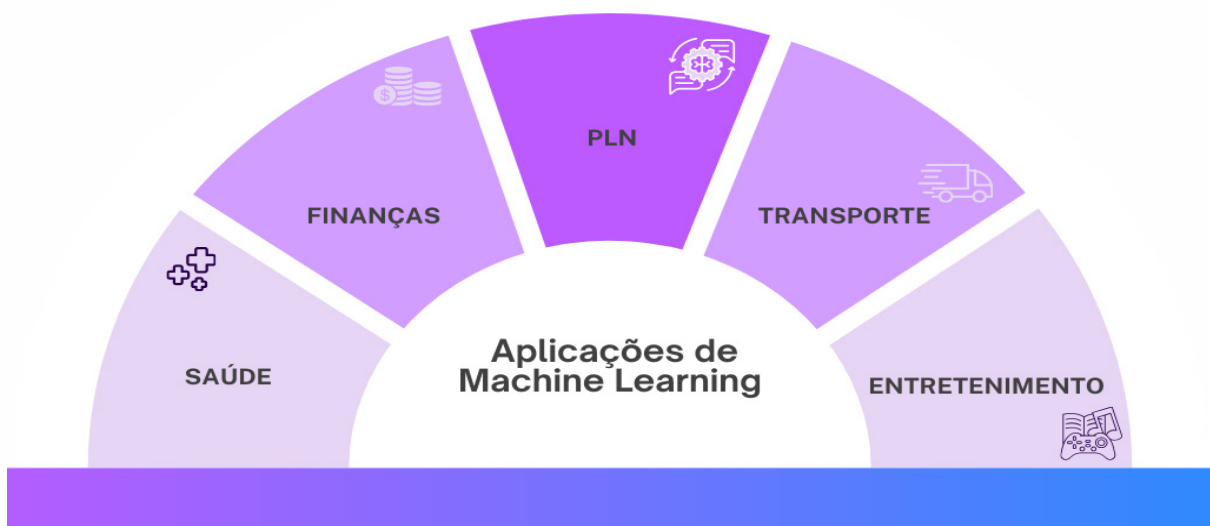 SAÚDE
FINANÇAS
PLN
TRANSPORTE
ENTRETENIMENTO
Aplicações de
Machine Learning